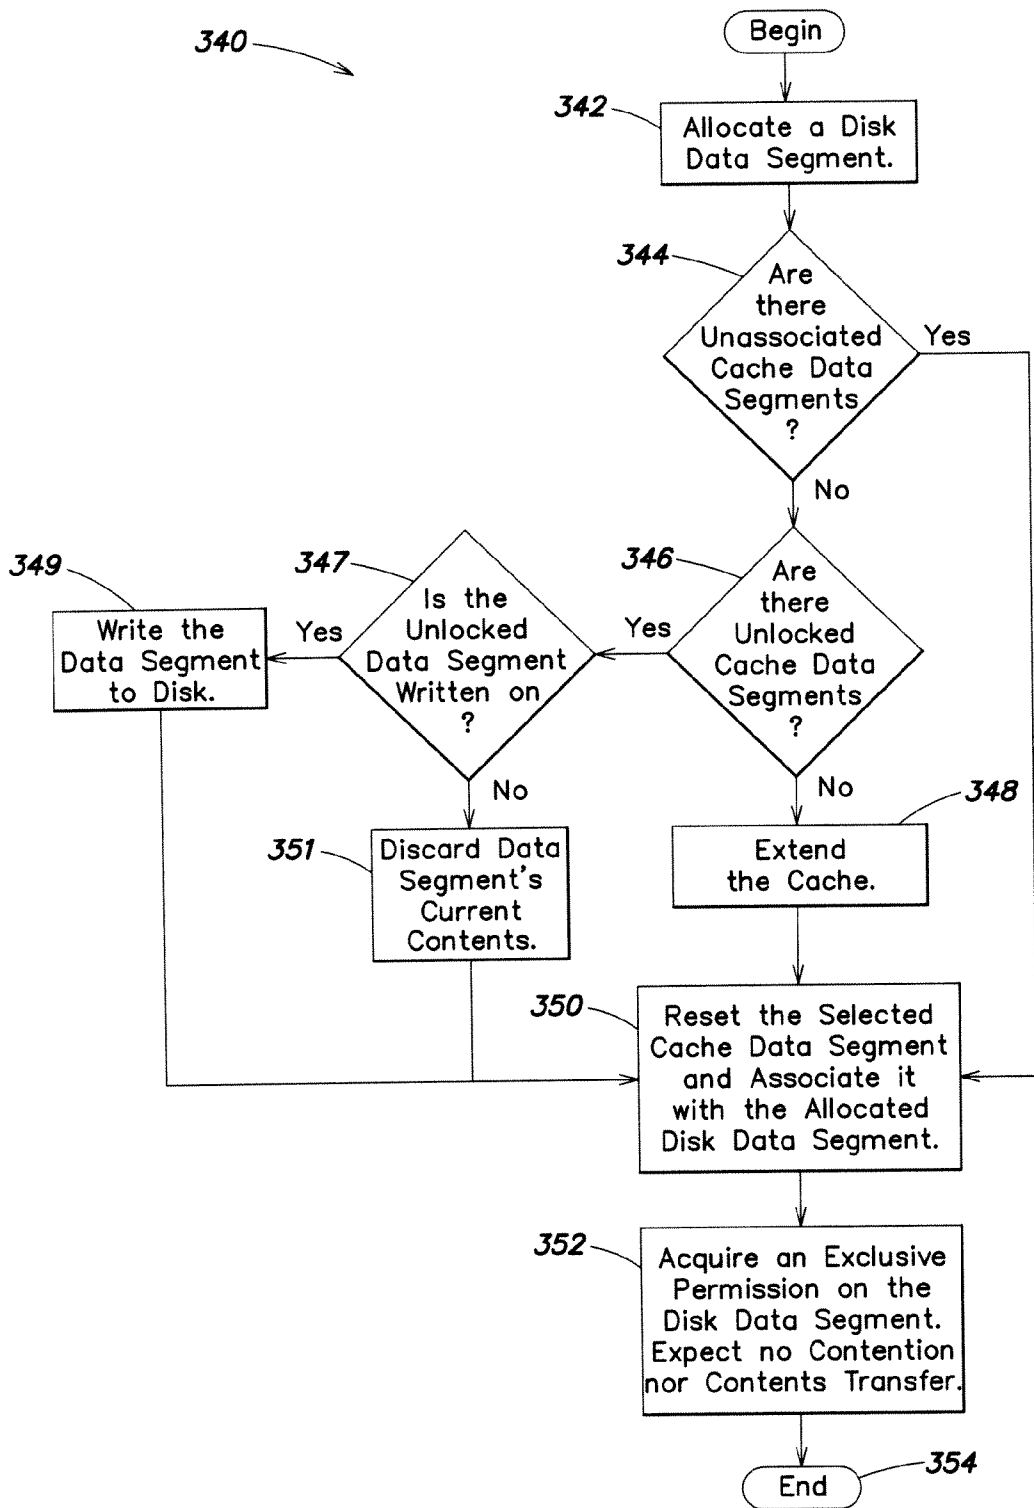 340
Begin
342
Allocate a Disk
Data Segment.
344
Are
there
Unassociated
Cache Data
Segments
?
Yes
No
349
347
346
Write the
Data Segment
to Disk.
Yes
Is the
Unlocked
Data Segment
Written on
?
Yes
Are
there
Unlocked
Cache Data
Segments
?
No
No
348
351
Discard Data
Segment's
Current
Contents.
Extend
the Cache.
350
Reset the Selected
Cache Data Segment
and Associate it
with the Allocated
Disk Data Segment.
352
Acquire an Exclusive
Permission on the
Disk Data Segment.
Expect no Contention
nor Contents Transfer.
End
354